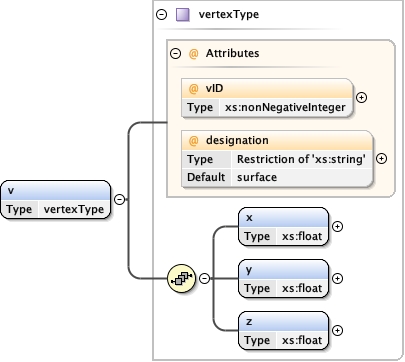 vertexType
@ Attributes
@ vID
Type xs:nonNegativeInteger
@ designation
Type Restriction of 'xs:string'
Default surface
v
Type vertexType
x
Type xs:float
y
Type xs:float
z
Type xs:float